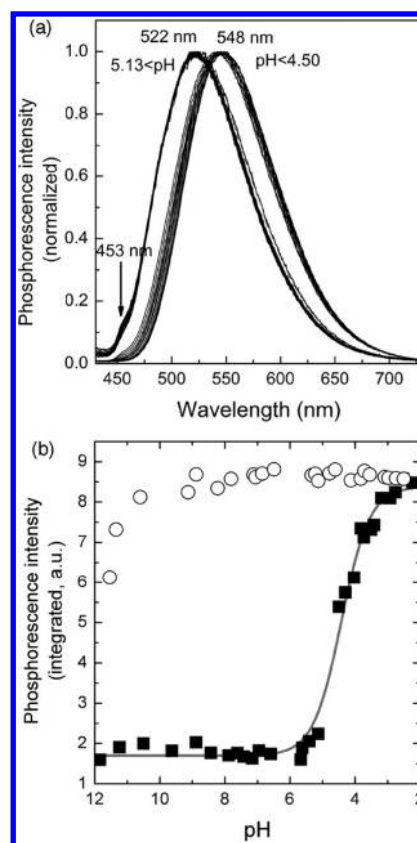 (a)
522 nm 548 nm
5.13<pH pH<4.50
453 nm
1.0
0.8
0.6
0.4
0.2
0.0
Phosphorescence intensity
(normalized)
450 500 550 600 650 700
Wavelength (nm)
(b)
9
8
7
6
5
4
3
2
1
Phosphorescence intensity
(integrated, a.u.)
12 10 8 6 4 2
pH